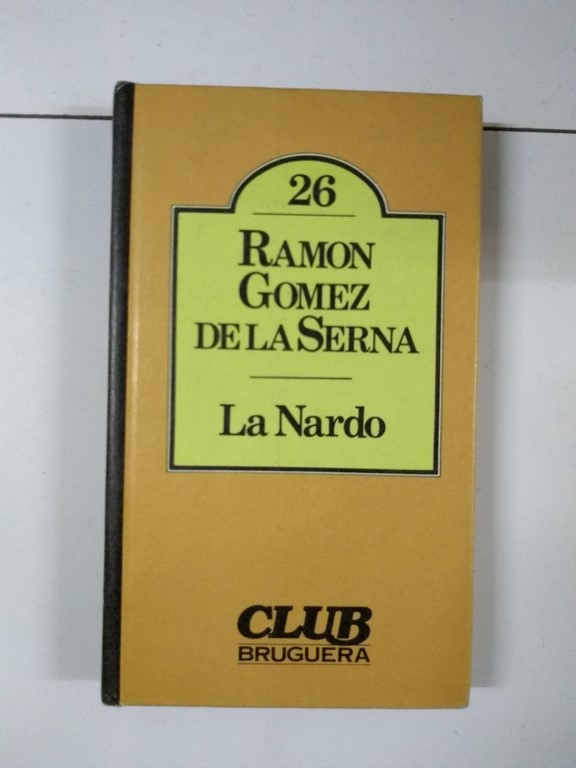 26
RAMON
GOMEZ
DE LA SERNA
La Nardo
CLUB
BRUGUERA